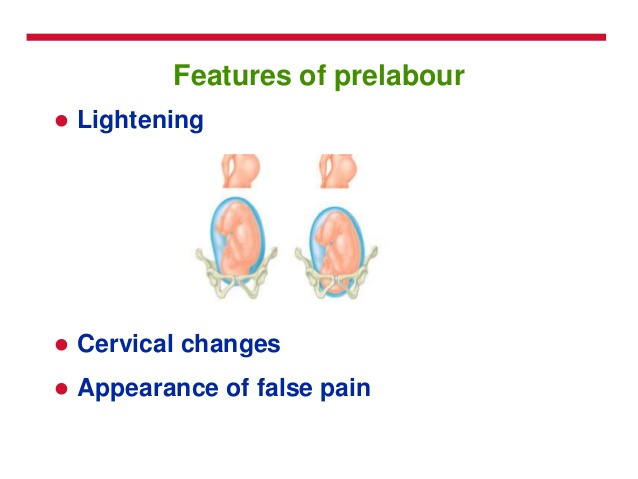 Features of prelabour
Lightening
Cervical changes
Appearance of false pain